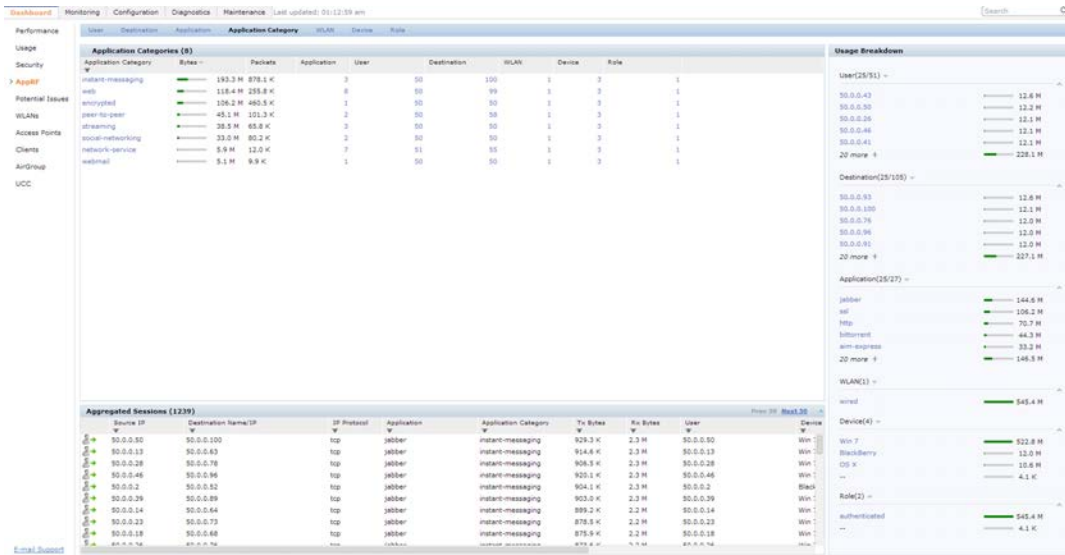 Dashboard Monitoring Configuration Diagnostics Maintenance Last updated: 01:12:59 am Search
Performance
Usage
Security
AppRF
Potential Issues
WLANs
Access Points
Clients
AirGroup
UCC
E-mail Support
User Destination Application Application Category WLAN Device Role
Application Categories (8)
Application Category Bytes Packets Application User Destination WLAN Device Role
instant-messaging 193.3 M 878.1 K 3 50 100 1 3 1
web 118.4 M 255.8 K 8 50 99 1 3 1
encrypted 106.2 M 460.5 K 1 50 50 1 3 1
peer-to-peer 45.1 M 101.3 K 2 50 58 1 3 1
streaming 38.5 M 65.8 K 3 50 50 1 3 1
social-networking 33.0 M 80.2 K 2 50 50 1 3 1
network-service 5.9 M 12.0 K 7 51 55 1 3 1
webmail 5.1 M 9.9 K 1 50 50 1 3 1
Aggregated Sessions (1239) Prev 50 Next 50
Source IP Destination Name/IP IP Protocol Application Application Category Tx Bytes Rx Bytes User Device
50.0.0.50 50.0.0.100 tcp jabber instant-messaging 929.3 K 2.3 M 50.0.0.50 Win
50.0.0.13 50.0.0.63 tcp jabber instant-messaging 914.6 K 2.3 M 50.0.0.13 Win
50.0.0.28 50.0.0.78 tcp jabber instant-messaging 906.5 K 2.3 M 50.0.0.28 Win
50.0.0.46 50.0.0.96 tcp jabber instant-messaging 920.1 K 2.3 M 50.0.0.46 Win
50.0.0.2 50.0.0.52 tcp jabber instant-messaging 904.1 K 2.3 M 50.0.0.2 Black
50.0.0.39 50.0.0.89 tcp jabber instant-messaging 903.0 K 2.3 M 50.0.0.39 Win
50.0.0.14 50.0.0.64 tcp jabber instant-messaging 889.2 K 2.2 M 50.0.0.14 Win
50.0.0.23 50.0.0.73 tcp jabber instant-messaging 878.5 K 2.2 M 50.0.0.23 Win
50.0.0.18 50.0.0.68 tcp jabber instant-messaging 875.9 K 2.2 M 50.0.0.18 Win
Usage Breakdown
User(25/51)
50.0.0.43 12.6 M
50.0.0.50 12.2 M
50.0.0.26 12.1 M
50.0.0.46 12.1 M
50.0.0.41 12.1 M
20 more 228.1 M
Destination(25/105)
50.0.0.93 12.6 M
50.0.0.100 12.1 M
50.0.0.76 12.0 M
50.0.0.96 12.0 M
50.0.0.91 12.0 M
20 more 227.1 M
Application(25/27)
jabber 144.6 M
ssl 106.2 M
http 70.7 M
bittorrent 44.3 M
aim-express 33.2 M
20 more 146.5 M
WLAN(1)
wired 545.4 M
Device(4)
Win 7 522.8 M
BlackBerry 12.0 M
OS X 10.6 M
-- 4.1 K
Role(2)
authenticated 545.4 M
-- 4.1 K